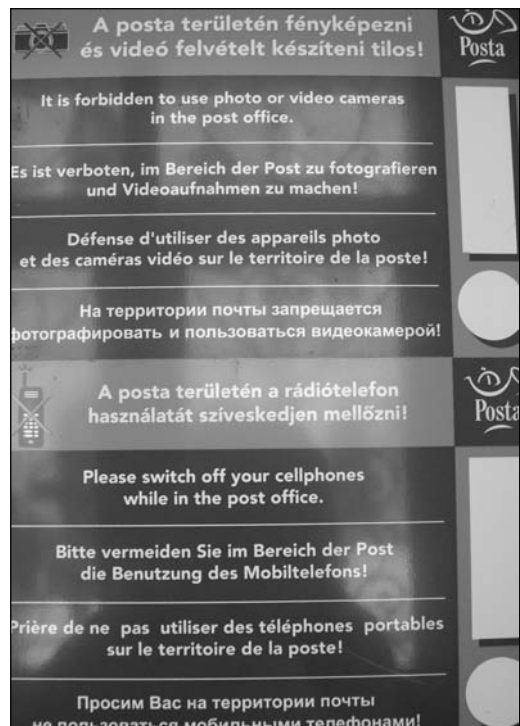 A posta területén fényképezni
és videó felvételt készíteni tilos!
Posta
It is forbidden to use photo or video cameras
in the post office.
Es ist verboten, im Bereich der Post zu fotografieren
und Videoaufnahmen zu machen!
Défense d'utiliser des appareils photo
et des caméras vidéo sur le territoire de la poste!
На территории почты запрещается
фотографировать и пользоваться видеокамерой!
A posta területén a rádiótelefon
használatát szíveskedjen mellőzni!
Posta
Please switch off your cellphones
while in the post office.
Bitte vermeiden Sie im Bereich der Post
die Benutzung des Mobiltelefons!
Prière de ne pas utiliser des téléphones portables
sur le territoire de la poste!
Просим Вас на территории почты
не пользоваться мобильными телефонами!